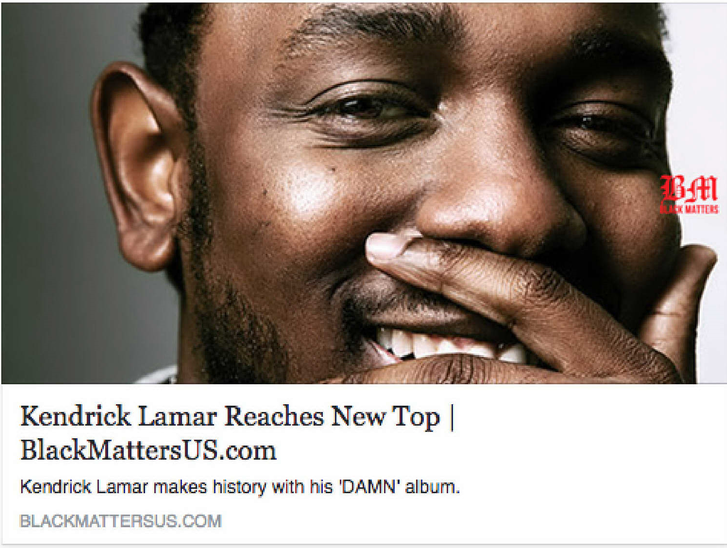 BM
BLACK MATTERS
Kendrick Lamar Reaches New Top |
BlackMattersUS.com
Kendrick Lamar makes history with his 'DAMN' album.
BLACKMATTERSUS.COM